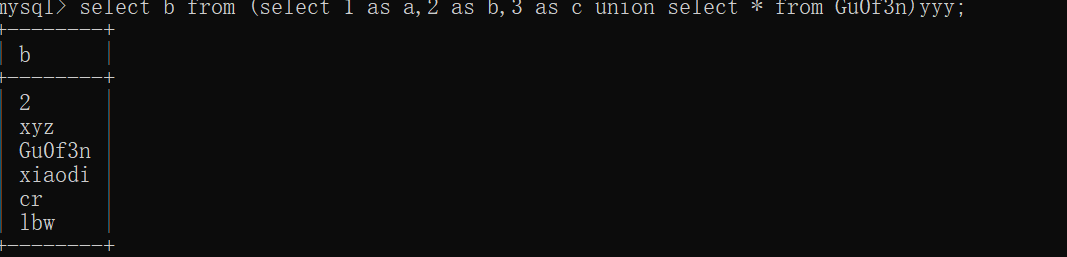 mysql> select b from (select 1 as a,2 as b,3 as c union select * from Gu0f3n)yyy;
+--------+
| b      |
+--------+
| 2      |
| xyz    |
| Gu0f3n |
| xiaodi |
| cr     |
| lbw    |
+--------+